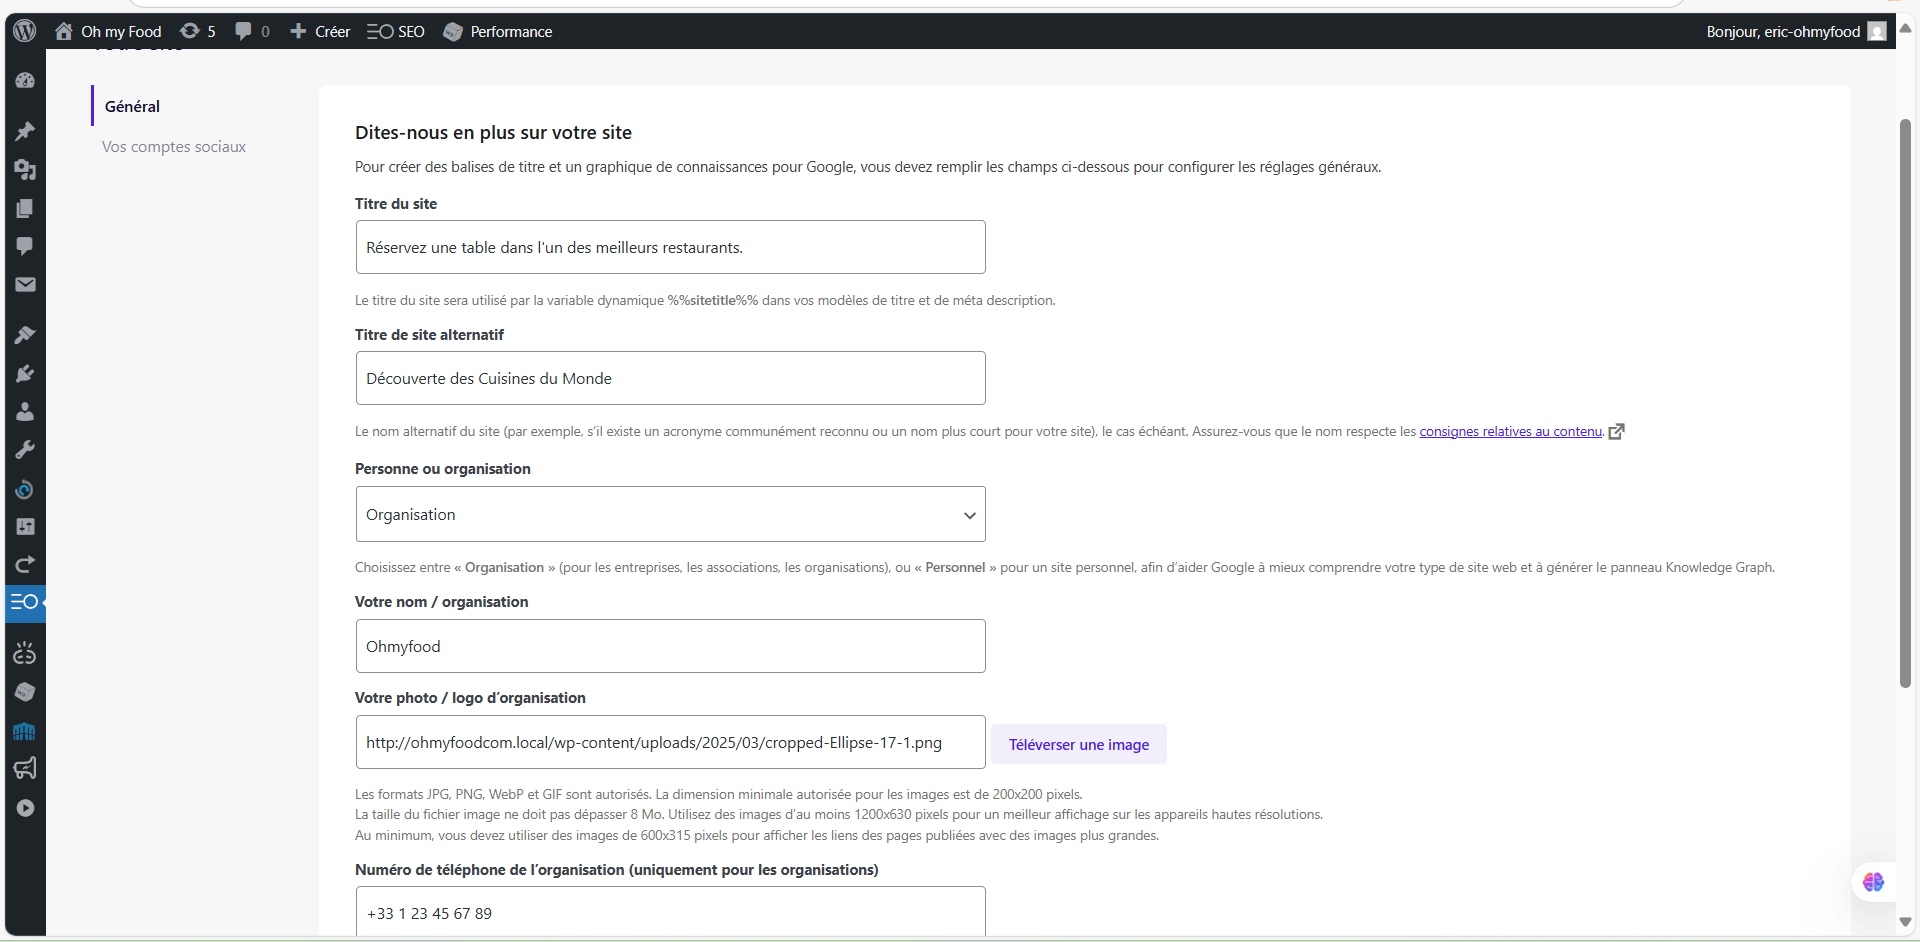 Oh my Food 5 0 Créer SEO Performance Bonjour, eric-ohmyfood
Général
Vos comptes sociaux
Dites-nous en plus sur votre site
Pour créer des balises de titre et un graphique de connaissances pour Google, vous devez remplir les champs ci-dessous pour configurer les réglages généraux.
Titre du site
Réservez une table dans l'un des meilleurs restaurants.
Le titre du site sera utilisé par la variable dynamique %%sitetitle%% dans vos modèles de titre et de méta description.
Titre de site alternatif
Découverte des Cuisines du Monde
Le nom alternatif du site (par exemple, s’il existe un acronyme communément reconnu ou un nom plus court pour votre site), le cas échéant. Assurez-vous que le nom respecte les consignes relatives au contenu.
Personne ou organisation
Organisation
Choisissez entre « Organisation » (pour les entreprises, les associations, les organisations), ou « Personnel » pour un site personnel, afin d’aider Google à mieux comprendre votre type de site web et à générer le panneau Knowledge Graph.
Votre nom / organisation
Ohmyfood
Votre photo / logo d’organisation
http://ohmyfoodcom.local/wp-content/uploads/2025/03/cropped-Ellipse-17-1.png
Téléverser une image
Les formats JPG, PNG, WebP et GIF sont autorisés. La dimension minimale autorisée pour les images est de 200x200 pixels.
La taille du fichier image ne doit pas dépasser 8 Mo. Utilisez des images d’au moins 1200x630 pixels pour un meilleur affichage sur les appareils hautes résolutions.
Au minimum, vous devez utiliser des images de 600x315 pixels pour afficher les liens des pages publiées avec des images plus grandes.
Numéro de téléphone de l’organisation (uniquement pour les organisations)
+33 1 23 45 67 89